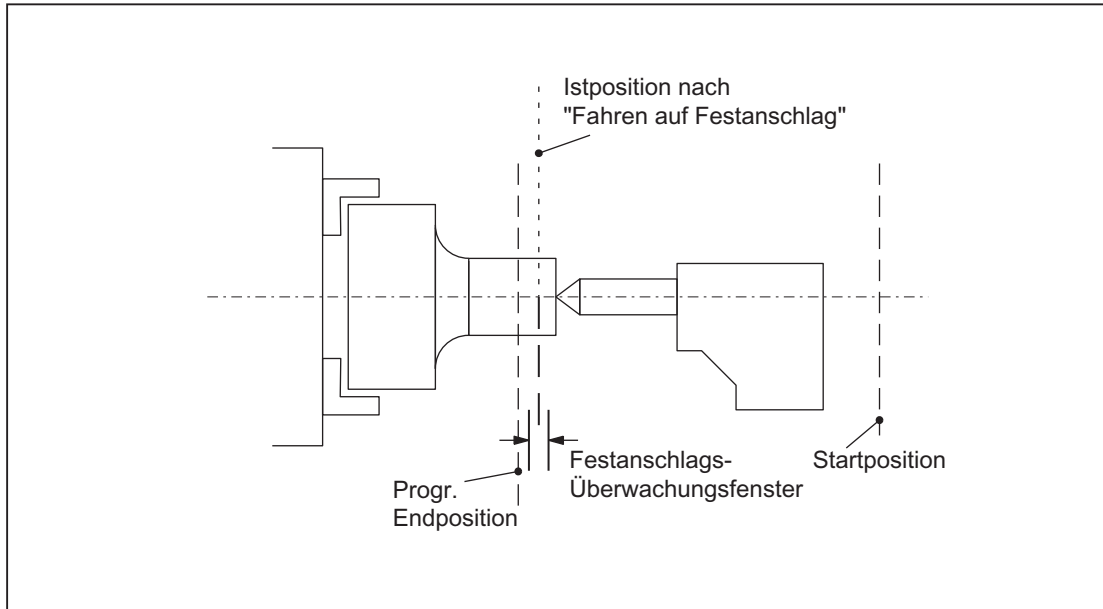 Istposition nach
"Fahren auf Festanschlag"
Festanschlags-
Überwachungsfenster
Startposition
Progr.
Endposition